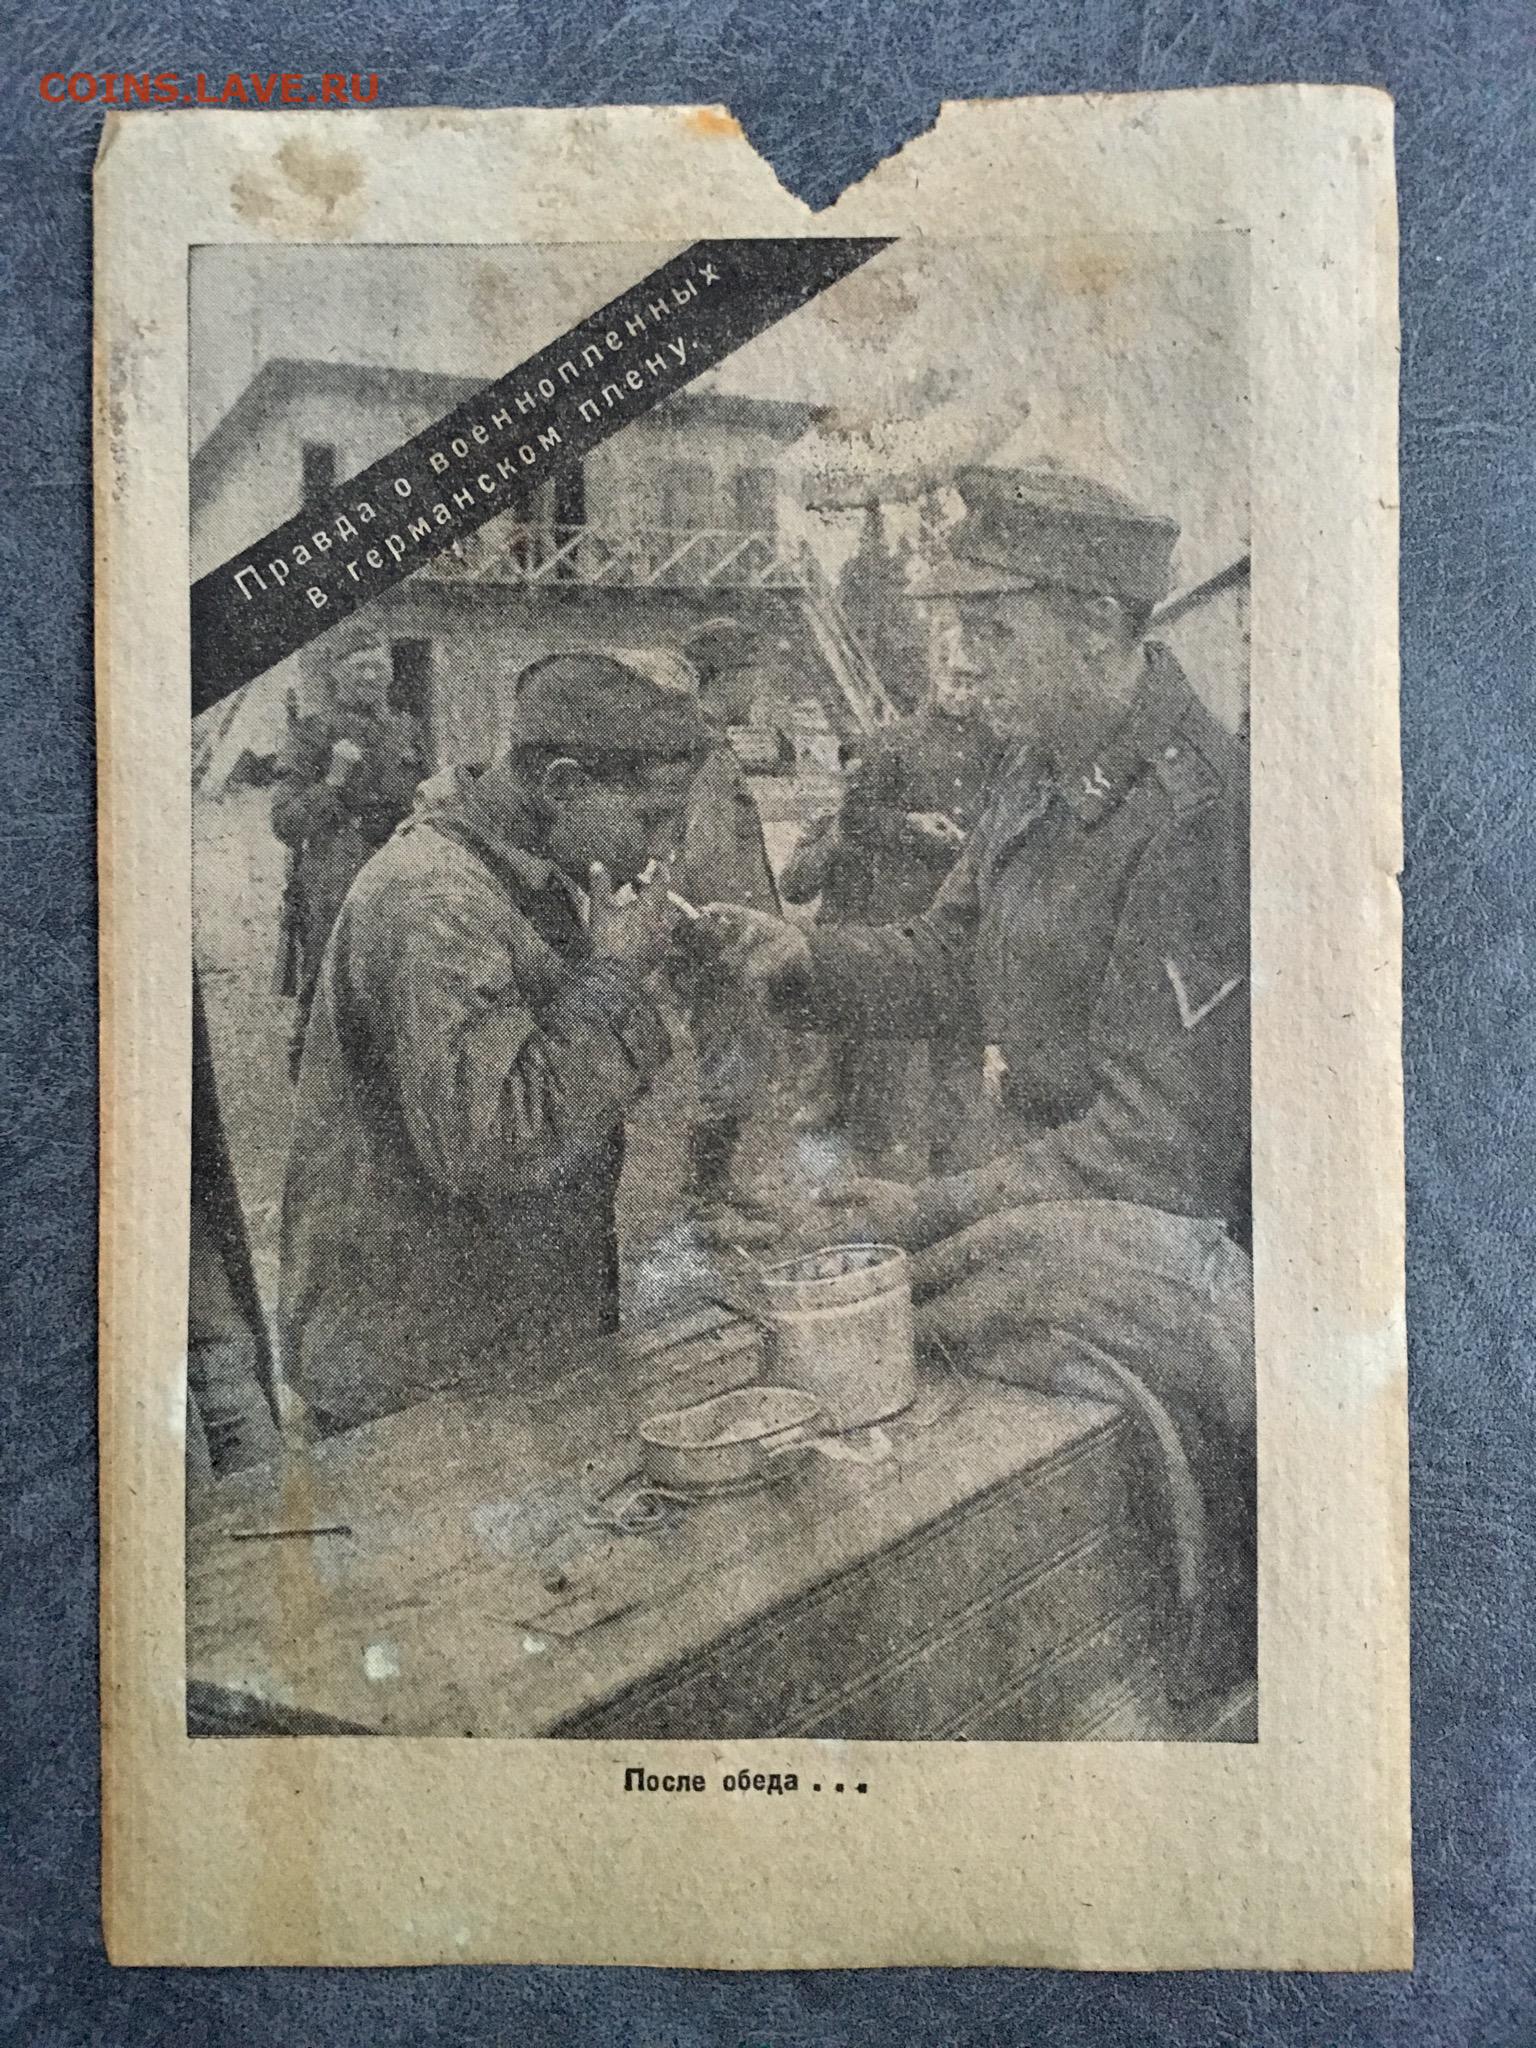 COINS.LAVE.RU
Правда о военнопленных
в германском плену.
После обеда . . .